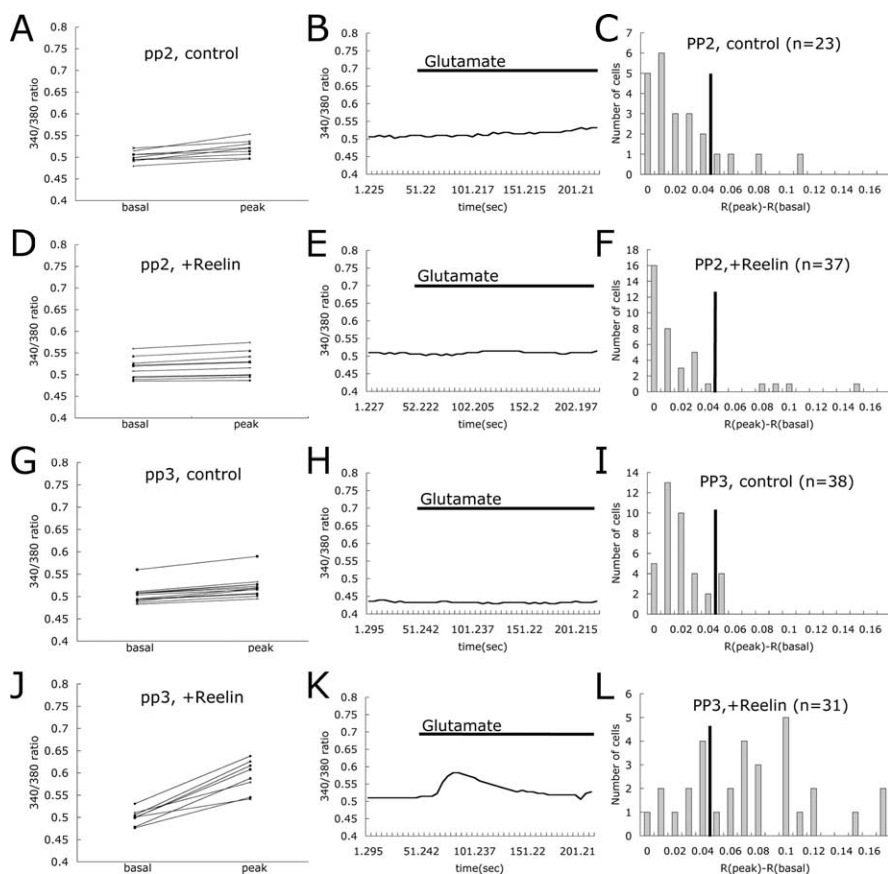 A
pp2, control
340/380 ratio
0.8
0.7
0.6
0.55
0.5
0.45
0.4
basal peak
B
Glutamate
340/380 ratio
0.8
0.75
0.7
0.65
0.6
0.55
0.5
0.45
0.4
1.225 51.22 101.217 151.215 201.21
time(sec)
C
PP2, control (n=23)
Number of cells
7
6
5
4
3
2
1
0
0 0.02 0.04 0.06 0.08 0.1 0.12 0.14 0.16
R(peak)-R(basal)
D
pp2, +Reelin
340/380 ratio
0.8
0.7
0.6
0.55
0.5
0.45
0.4
basal peak
E
Glutamate
340/380 ratio
0.8
0.75
0.7
0.65
0.6
0.55
0.5
0.45
0.4
1.227 52.222 102.205 152.2 202.197
time(sec)
F
PP2,+Reelin (n=37)
Number of cells
18
16
14
12
10
8
6
4
2
0
0 0.02 0.04 0.06 0.08 0.1 0.12 0.14 0.16
R(peak)-R(basal)
G
pp3, control
340/380 ratio
0.8
0.7
0.6
0.55
0.5
0.45
0.4
basal peak
H
Glutamate
340/380 ratio
0.8
0.75
0.7
0.65
0.6
0.55
0.5
0.45
0.4
1.295 51.242 101.237 151.22 201.215
time(sec)
I
PP3, control (n=38)
Number of cells
14
12
10
8
6
4
2
0
0 0.02 0.04 0.06 0.08 0.1 0.12 0.14 0.16
R(peak)-R(basal)
J
pp3, +Reelin
340/380 ratio
0.8
0.7
0.6
0.55
0.5
0.45
0.4
basal peak
K
Glutamate
340/380 ratio
0.8
0.75
0.7
0.65
0.6
0.55
0.5
0.45
0.4
1.295 51.242 101.237 151.22 201.21
time(sec)
L
PP3,+Reelin (n=31)
Number of cells
6
5
4
3
2
1
0
0 0.02 0.04 0.06 0.08 0.1 0.12 0.14 0.16
R(peak)-R(basal)